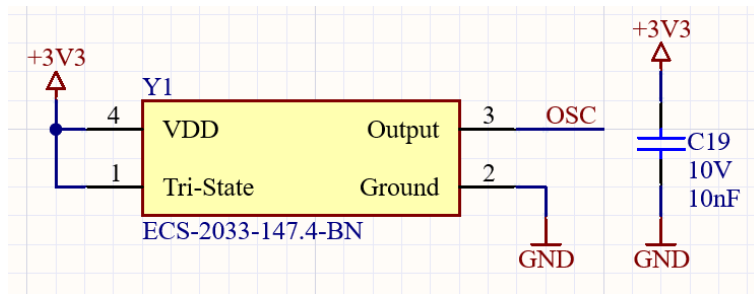 +3V3
+3V3
Y1
4 VDD Output 3 OSC
C19
10V
1 Tri-State Ground 2
10nF
ECS-2033-147.4-BN
GND GND